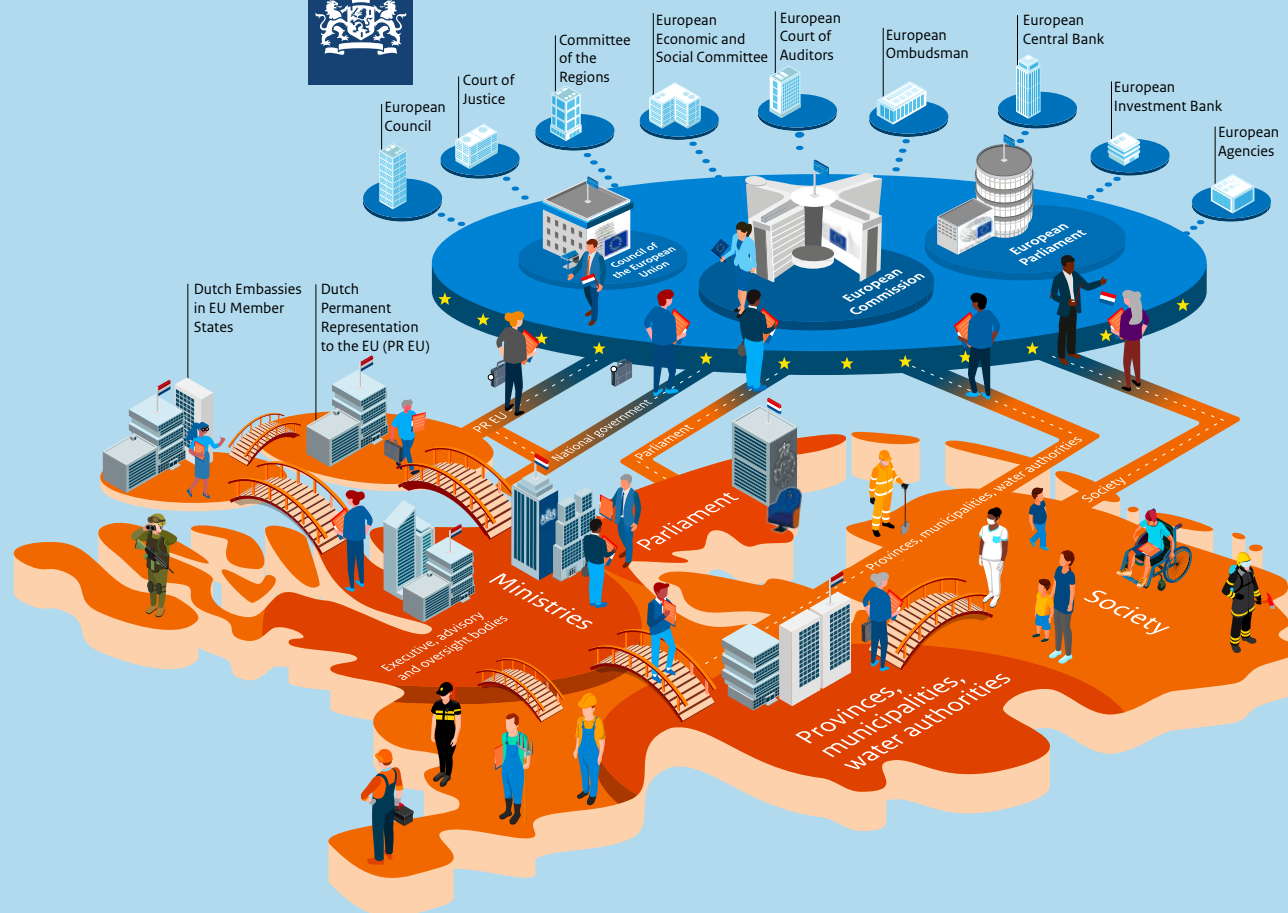 European
Council
Court of
Justice
Committee
of the
Regions
European
Economic and
Social Committee
European
Court of
Auditors
European
Ombudsman
European
Central Bank
European
Investment Bank
European
Agencies
Council of
the European
Union
European
Commission
European
Parliament
Dutch Embassies
in EU Member
States
Dutch
Permanent
Representation
to the EU (PR EU)
PR EU
National government
Parliament
Provinces, municipalities, water authorities
Society
Parliament
Ministries
Executive, advisory
and oversight bodies
Society
Provinces,
municipalities,
water authorities